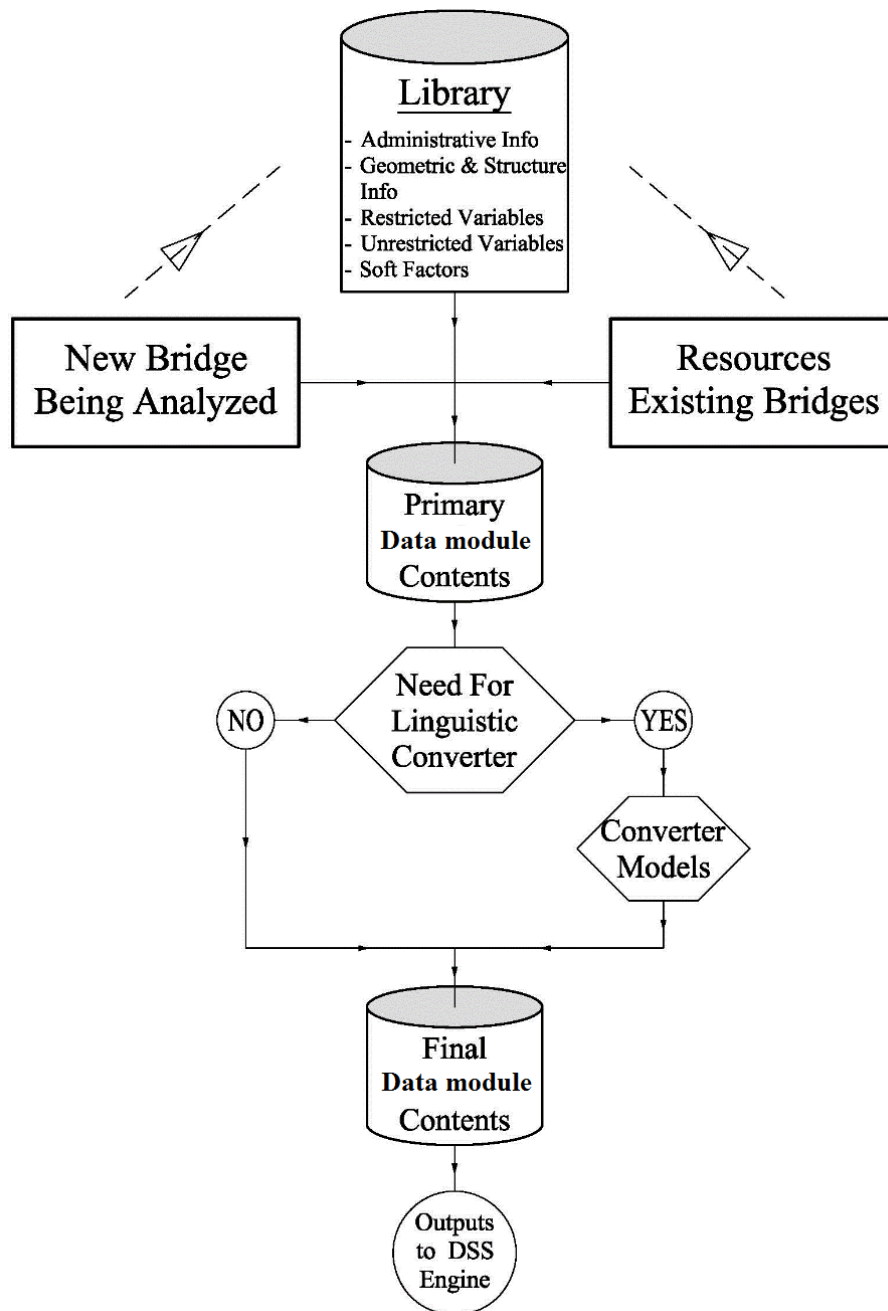 Library
- Administrative Info
- Geometric & Structure
Info
- Restricted Variables
- Unrestricted Variables
- Soft Factors
New Bridge
Being Analyzed
Resources
Existing Bridges
Primary
Data module
Contents
Need For
Linguistic
Converter
NO
YES
Converter
Models
Final
Data module
Contents
Outputs
to DSS
Engine